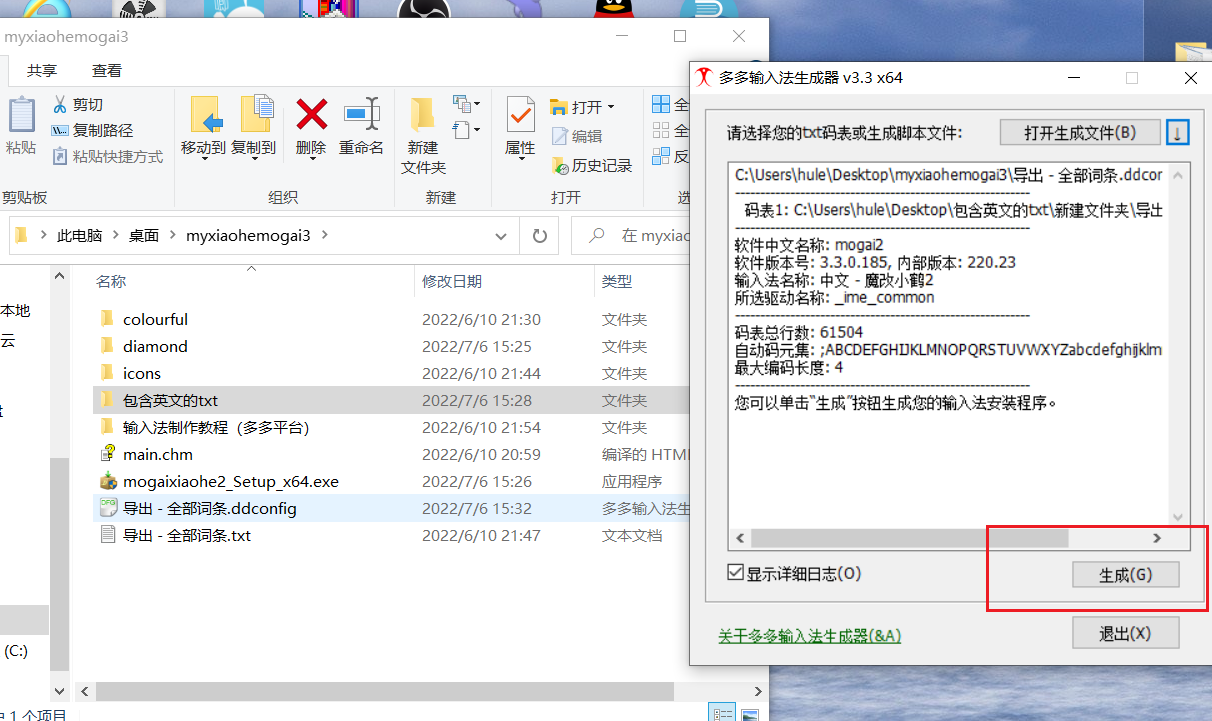 myxiaohemogai3
共享
查看
粘贴
剪切
复制路径
粘贴快捷方式
剪贴板
移动到
复制到
删除
重命名
组织
新建
文件夹
新建
属性
打开
编辑
历史记录
打开
全
全
反
选
此电脑
桌面
myxiaohemogai3
在 myxiao
名称
修改日期
类型
colourful 2022/6/10 21:30 文件夹
diamond 2022/7/6 15:25 文件夹
icons 2022/6/10 21:44 文件夹
包含英文的txt 2022/7/6 15:28 文件夹
输入法制作教程（多多平台） 2022/6/10 21:54 文件夹
main.chm 2022/6/10 20:59 编译的 HTM
mogaixiaohe2_Setup_x64.exe 2022/7/6 15:26 应用程序
导出 - 全部词条.ddconfig 2022/7/6 15:32 多多输入法生
导出 - 全部词条.txt 2022/6/10 21:47 文本文档
本地
云
(C:)
1 个项目
多多输入法生成器 v3.3 x64
请选择您的txt码表或生成脚本文件:
打开生成文件(B)
↓
C:\Users\hule\Desktop\myxiaohemogai3\导出 - 全部词条.ddcor
码表1: C:\Users\hule\Desktop\包含英文的txt\新建文件夹\导出
软件中文名称: mogai2
软件版本号: 3.3.0.185, 内部版本: 220.23
输入法名称: 中文 - 魔改小鹤2
所选驱动名称: _ime_common
码表总行数: 61504
自动码元集: ;ABCDEFGHIJKLMNOPQRSTUVWXYZabcdefghijklm
最大编码长度: 4
您可以单击“生成”按钮生成您的输入法安装程序。
显示详细日志(O)
生成(G)
关于多多输入法生成器(&A)
退出(X)